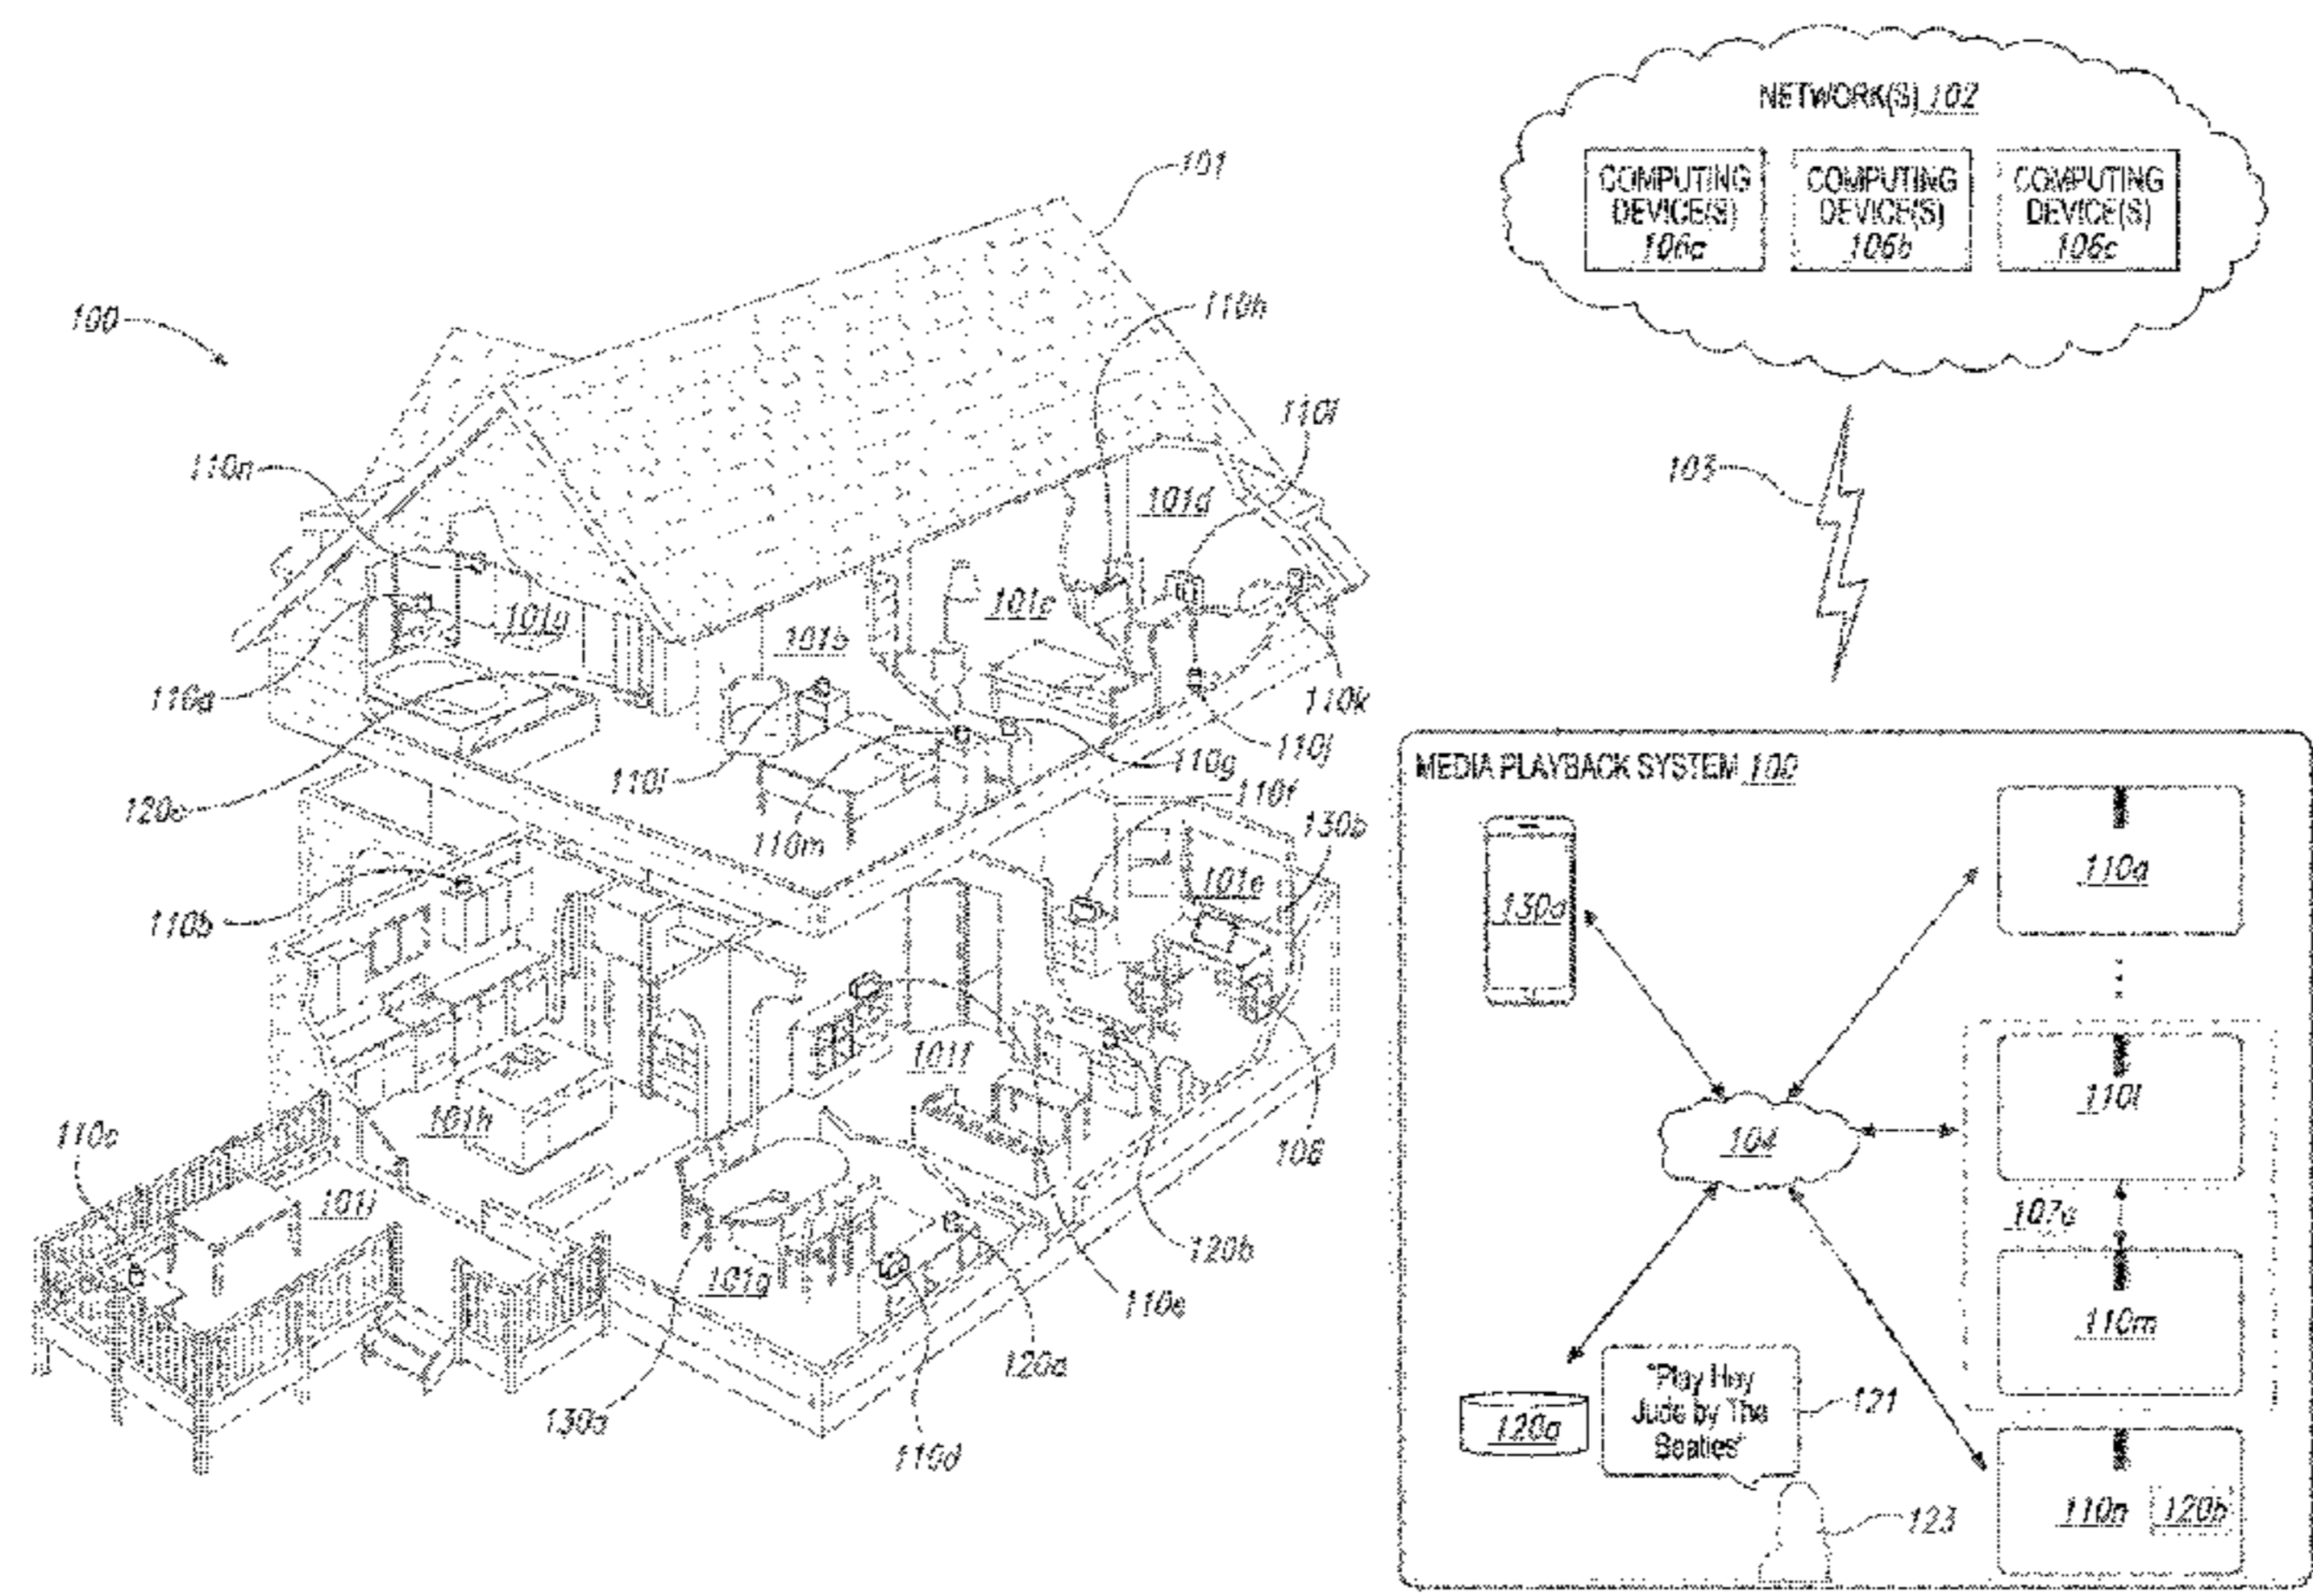 101
100
110h
110i
110n
101d
101c
101b
110a
110k
110j
110g
110l
120c
110m
110f
130b
101e
110b
101f
101h
110c
108
101i
120b
101g
110e
120a
130a
110d
NETWORK(S) 102
COMPUTING DEVICE(S) 106a
COMPUTING DEVICE(S) 106b
COMPUTING DEVICE(S) 106c
103
MEDIA PLAYBACK SYSTEM 100
130a
110a
110l
104
107a
110m
"Play Hey
Jude by The
Beatles"
121
120a
123
110n
120b